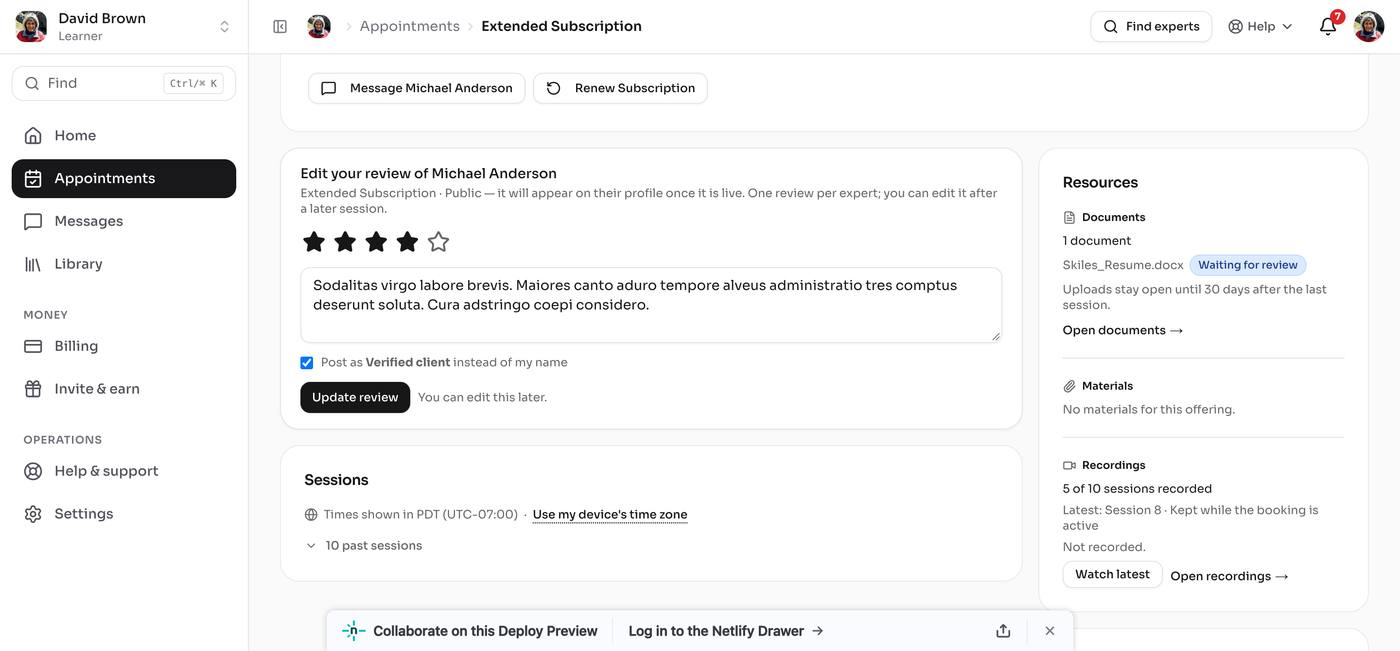 David Brown
Learner
Find
Ctrl/⌘ K
Home
Appointments
Messages
Library
MONEY
Billing
Invite & earn
OPERATIONS
Help & support
Settings
Appointments
Extended Subscription
Find experts
Help
7
Message Michael Anderson
Renew Subscription
Edit your review of Michael Anderson
Extended Subscription · Public — it will appear on their profile once it is live. One review per expert; you can edit it after
a later session.
Sodalitas virgo labore brevis. Maiores canto aduro tempore alveus administratio tres comptus
deserunt soluta. Cura adstringo coepi considero.
Post as Verified client instead of my name
Update review
You can edit this later.
Sessions
Times shown in PDT (UTC-07:00) · Use my device's time zone
10 past sessions
Resources
Documents
1 document
Skiles_Resume.docx
Waiting for review
Uploads stay open until 30 days after the last
session.
Open documents →
Materials
No materials for this offering.
Recordings
5 of 10 sessions recorded
Latest: Session 8 · Kept while the booking is
active
Not recorded.
Watch latest
Open recordings →
Collaborate on this Deploy Preview
Log in to the Netlify Drawer →